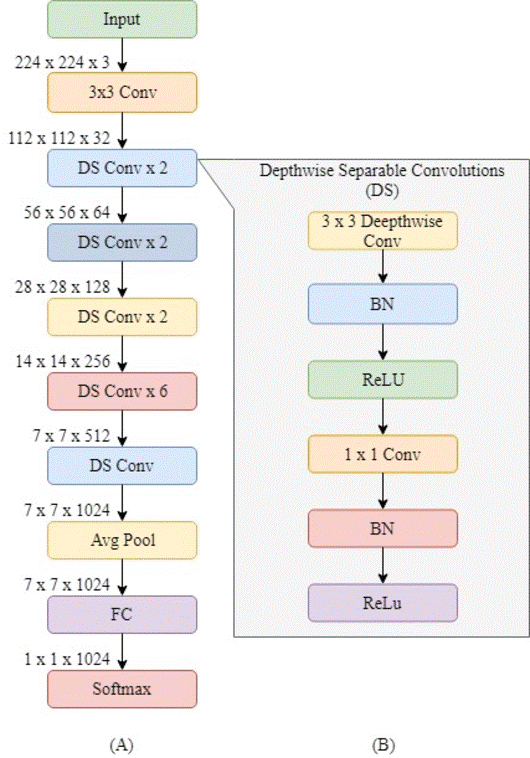 Input
224 x 224 x 3
3x3 Conv
112 x 112 x 32
DS Conv x 2
56 x 56 x 64
DS Conv x 2
28 x 28 x 128
DS Conv x 2
14 x 14 x 256
DS Conv x 6
7 x 7 x 512
DS Conv
7 x 7 x 1024
Avg Pool
7 x 7 x 1024
FC
1 x 1 x 1024
Softmax
(A)
Depthwise Separable Convolutions
(DS)
3 x 3 Deepthwise
Conv
BN
ReLU
1 x 1 Conv
BN
ReLu
(B)